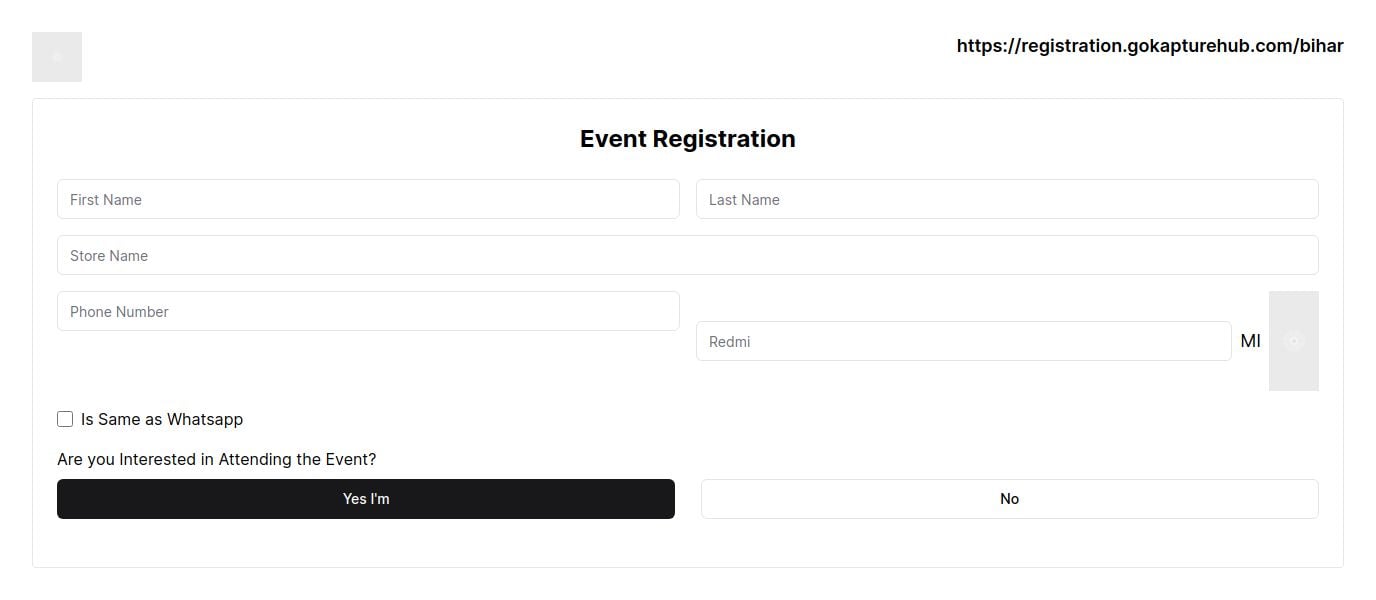 https://registration.gokapturehub.com/bihar
Event Registration
First Name
Last Name
Store Name
Phone Number
Redmi
MI
Is Same as Whatsapp
Are you Interested in Attending the Event?
Yes I'm
No